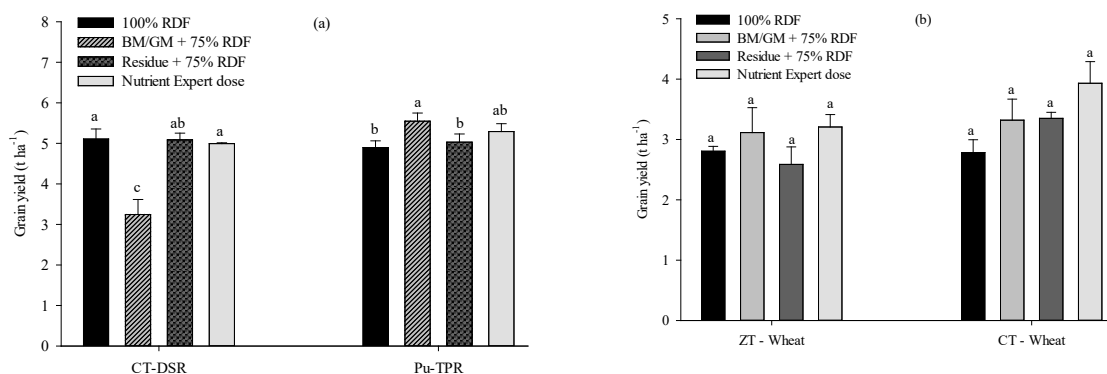 (a)
100% RDF
BM/GM + 75% RDF
Residue + 75% RDF
Nutrient Expert dose
Grain yield (t ha⁻¹)
8
7
6
5
4
3
2
1
0
a
c
ab
a
b
a
b
ab
CT-DSR
Pu-TPR
(b)
100% RDF
BM/GM + 75% RDF
Residue + 75% RDF
Nutrient Expert dose
Grain yield (t ha⁻¹)
5
4
3
2
1
0
a
a
a
a
a
a
a
a
ZT - Wheat
CT - Wheat